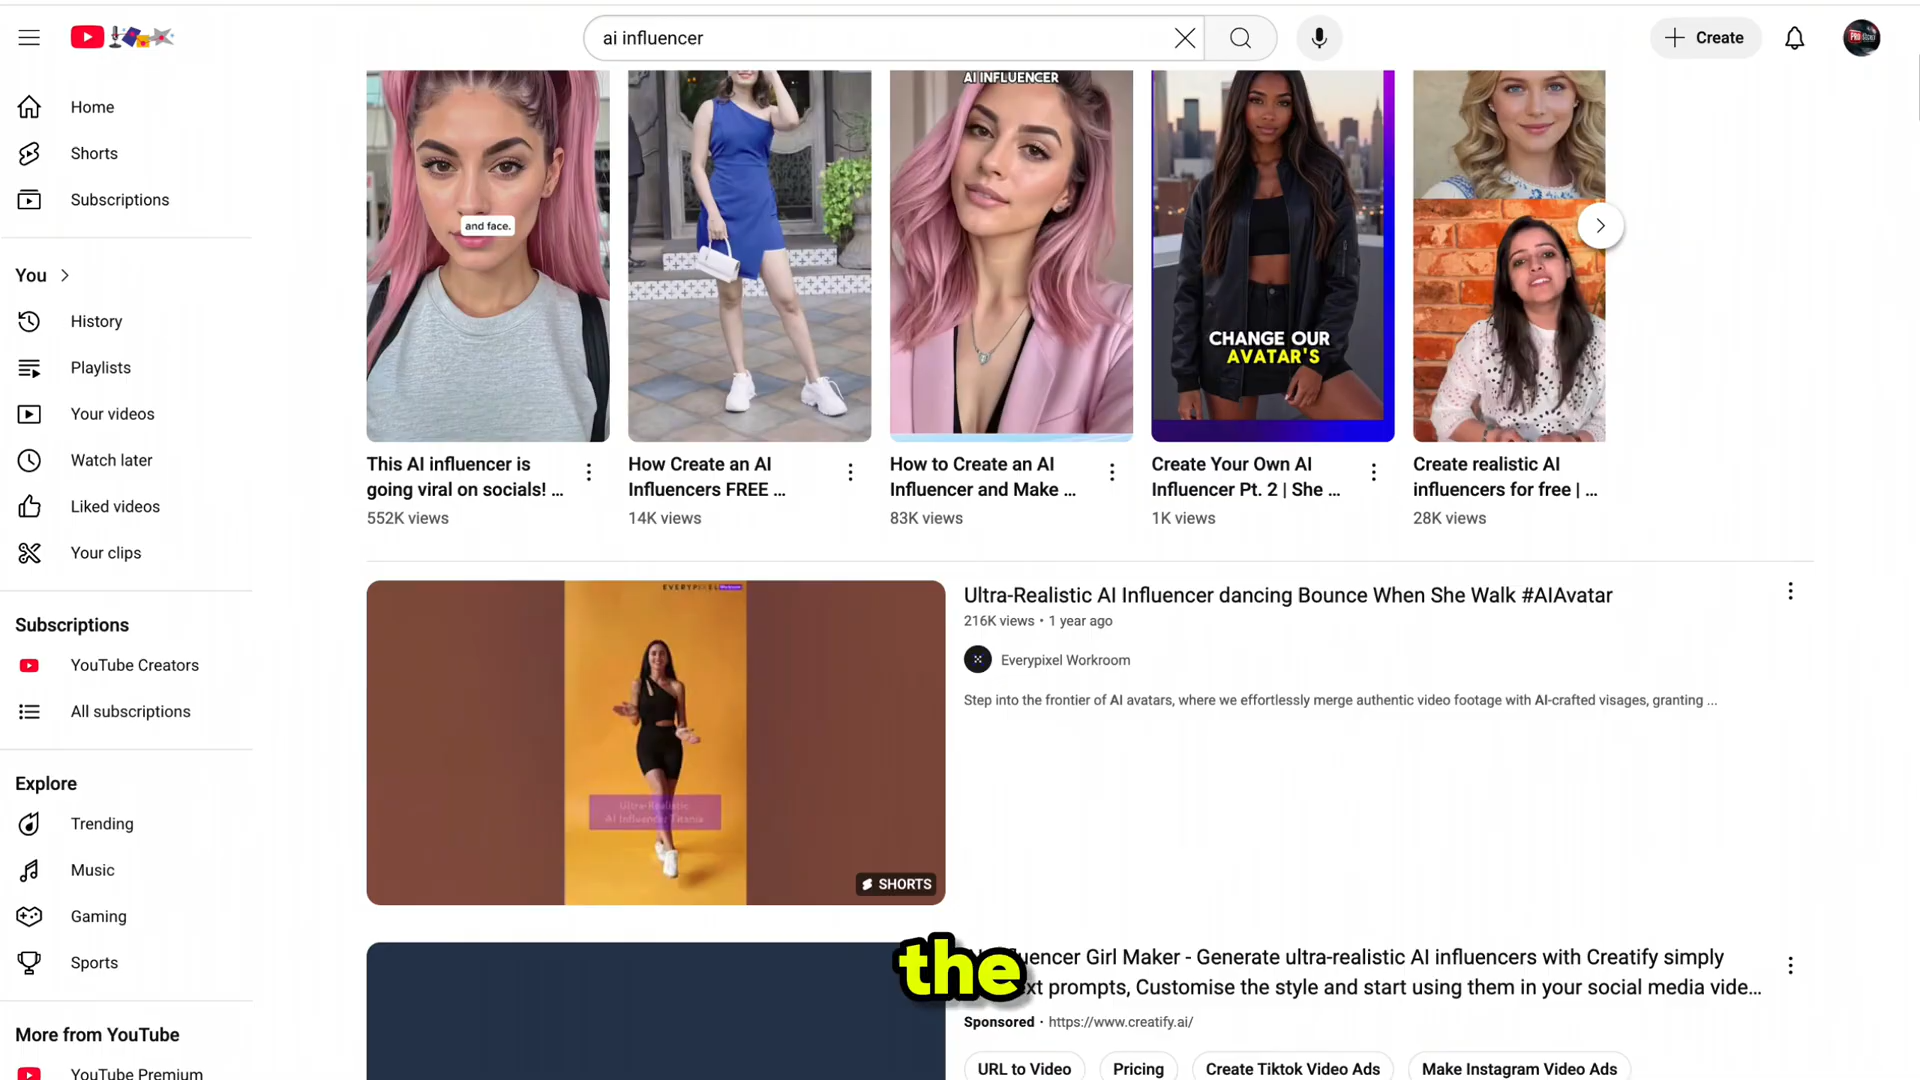 ai influencer
Create
PRO
Home
Shorts
Subscriptions
You
History
Playlists
Your videos
Watch later
Liked videos
Your clips
Subscriptions
YouTube Creators
All subscriptions
Explore
Trending
Music
Gaming
Sports
More from YouTube
YouTube Premium
and face.
AI INFLUENCER
CHANGE OUR
AVATAR'S
This AI influencer is
going viral on socials! ...
552K views
How Create an AI
Influencers FREE ...
14K views
How to Create an AI
Influencer and Make ...
83K views
Create Your Own AI
Influencer Pt. 2 | She ...
1K views
Create realistic AI
influencers for free | ...
28K views
EVERYPIXEL
Ultra-Realistic
AI Influencer Titania
SHORTS
Ultra-Realistic AI Influencer dancing Bounce When She Walk #AIAvatar
216K views • 1 year ago
Everypixel Workroom
Step into the frontier of AI avatars, where we effortlessly merge authentic video footage with AI-crafted visages, granting ...
the
Girl Maker - Generate ultra-realistic AI influencers with Creatify simply
prompts, Customise the style and start using them in your social media vide...
Sponsored · https://www.creatify.ai/
URL to Video
Pricing
Create Tiktok Video Ads
Make Instagram Video Ads